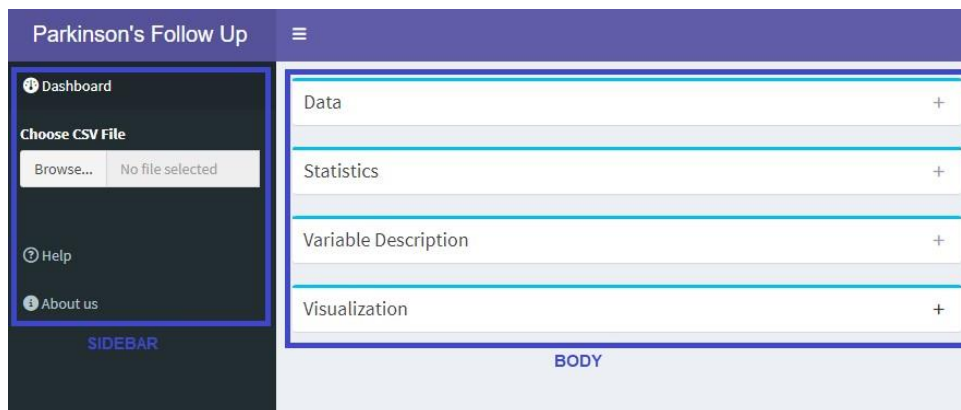 Parkinson's Follow Up
Dashboard
Choose CSV File
Browse... No file selected
Help
About us
SIDEBAR
Data
Statistics
Variable Description
Visualization
BODY